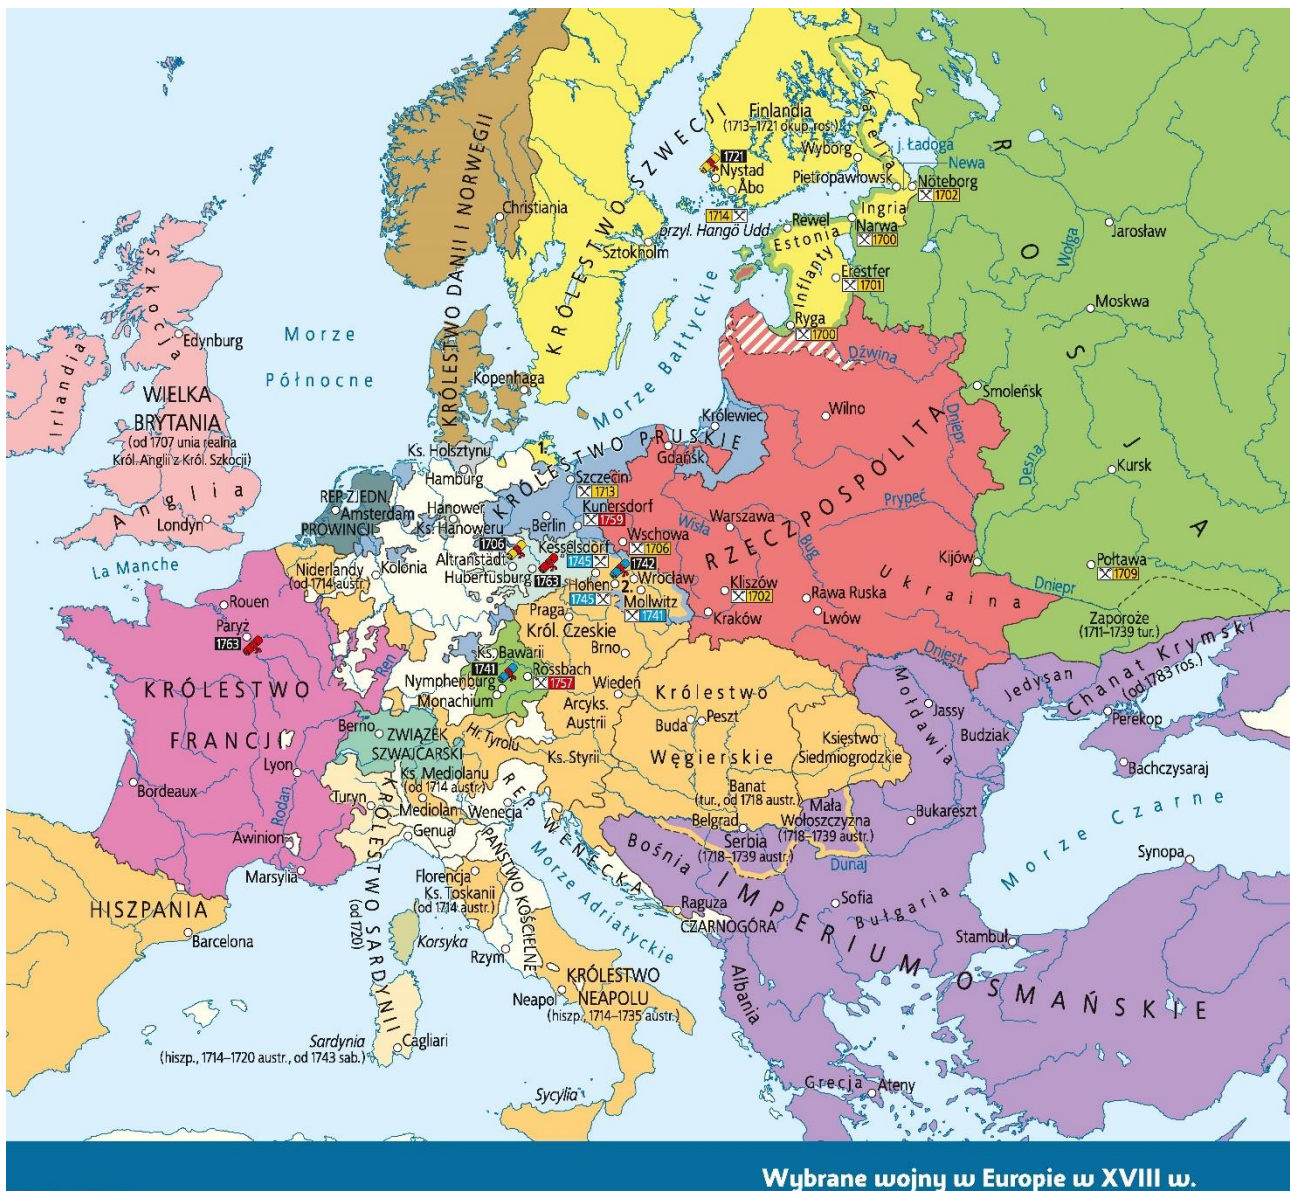 Finlandia
(1713–1721 okup. ros.)
Karelia
j. Ładoga
Newa
Wyborg
1721
Nystad
Åbo
Pietropawłowsk
Nöteborg
1702
KRÓLESTWO DANII I NORWEGII
KRÓLESTWO SZWECJI
ROSJA
Christiania
1714
przyl. Hangö Udd
Sztokholm
Rewel
Estonia
Ingria
Narwa
1700
Jarosław
Wołga
Inflanty
Erestfer
1701
Moskwa
Ryga
1700
Dźwina
Szkocja
Edynburg
Morze
Północne
Morze Bałtyckie
Kopenhaga
Smoleńsk
Irlandia
WIELKA
BRYTANIA
(od 1707 unia realna
Król. Anglii z Król. Szkocji)
Anglia
Londyn
Wilno
Dniepr
Królewiec
KRÓLESTWO PRUSKIE
Gdańsk
RZECZPOSPOLITA
Desna
Kursk
Ks. Holsztynu
1.
Hamburg
Szczecin
1713
Kunersdorf
1759
REP. ZJEDN.
Amsterdam
PROWINCJI
Hanower
Ks. Hanoweru
Berlin
Prypeć
Wisła
Warszawa
Bug
Wschowa
1706
1706
Altranstädt
Kesselsdorf
1745
1742
Kijów
Połtawa
1709
La Manche
Niderlandy
(od 1714 austr.)
Kolonia
Hubertusburg
1763
Hohenf.
1745
2.
Wrocław
Mollwitz
1741
Kliszów
1702
Rawa Ruska
Ukraina
Dniepr
Zaporoże
(1711–1739 tur.)
Rouen
Paryż
1763
Praga
Król. Czeskie
Brno
Kraków
Lwów
Dniestr
Ren
Ks. Bawarii
1741
Rossbach
1757
Nymphenburg
Monachium
Wiedeń
Arcyks.
Austrii
KRÓLESTWO
FRANCJI
Królestwo
Węgierskie
Buda
Peszt
Mołdawia
Jedysan
Chanat Krymski
(od 1783 ros.)
Jassy
Perekop
Budziak
Bachczysaraj
Berno
ZWIĄZEK
SZWAJCARSKI
Hr. Tyrolu
Ks. Styrii
Księstwo
Siedmiogrodzkie
Lyon
Ks. Mediolanu
(od 1714 austr.)
Bordeaux
Rodan
Turyn
Mediolan
Wenecja
REP. WENECKA
Banat
(tur., od 1718 austr.)
Mała
Wołoszczyzna
(1718–1739 austr.)
Bukareszt
Awinion
Genua
Belgrad
Serbia
(1718–1739 austr.)
Bośnia
Dunaj
Morze Czarne
Synopa
Marsylia
Florencja
Ks. Toskanii
(od 1714 austr.)
PAŃSTWO KOŚCIELNE
Morze Adriatyckie
HISZPANIA
Barcelona
KRÓLESTWO SARDYNII
(od 1720)
Korsyka
Raguza
CZARNOGÓRA
Sofia
Bułgaria
Stambuł
IMPERIUM OSMAŃSKIE
Rzym
Neapol
KRÓLESTWO
NEAPOLU
(hiszp., 1714–1735 austr.)
Albania
Sardynia
(hiszp., 1714–1720 austr., od 1743 sab.)
Cagliari
Sycylia
Grecja
Ateny
Wybrane wojny w Europie w XVIII w.